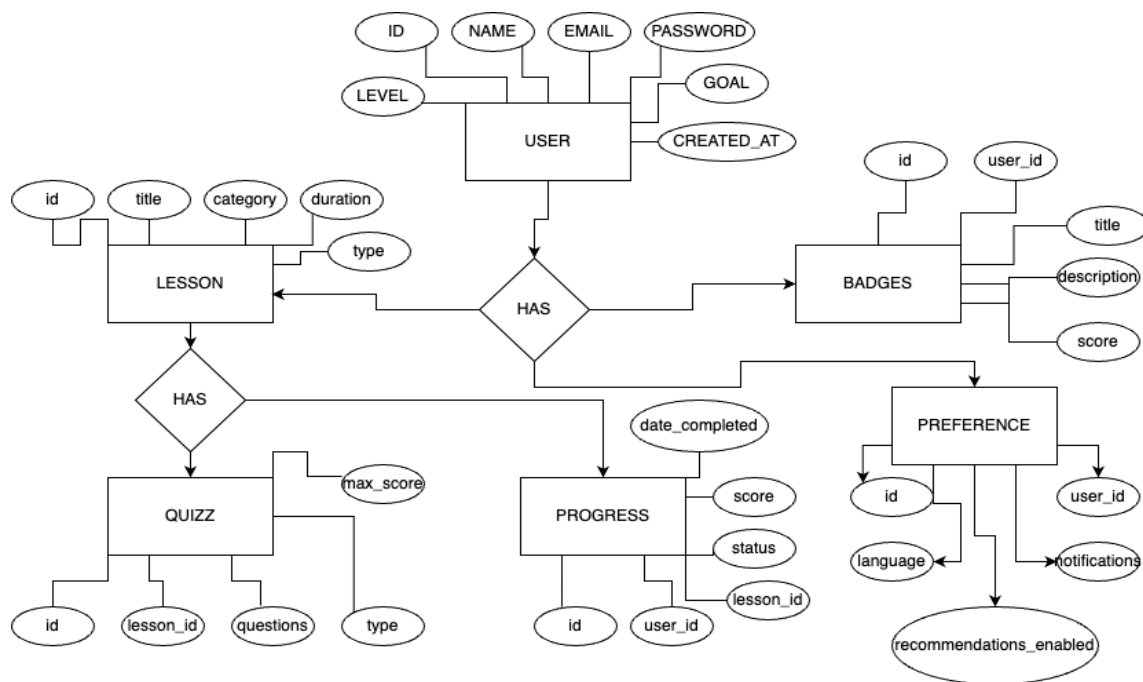 ID
NAME
EMAIL
PASSWORD
LEVEL
GOAL
USER
CREATED_AT
id
user_id
id
title
category
duration
title
type
LESSON
BADGES
description
HAS
score
HAS
date_completed
PREFERENCE
max_score
id
user_id
score
QUIZZ
PROGRESS
status
language
notifications
lesson_id
id
lesson_id
questions
type
id
user_id
recommendations_enabled